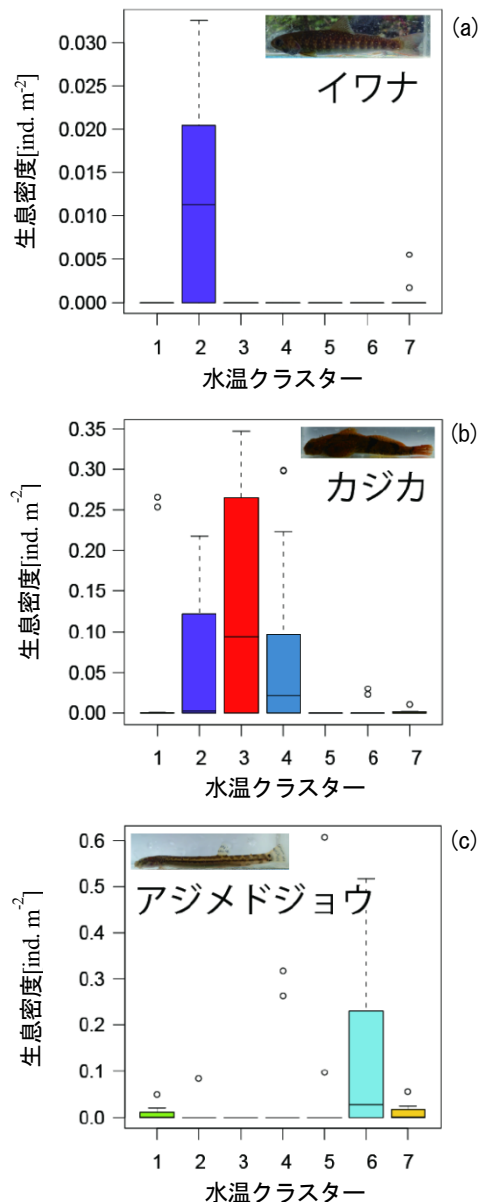 (a)
イワナ
生息密度[ind. m-2]
0.030
0.025
0.020
0.015
0.010
0.005
0.000
1 2 3 4 5 6 7
水温クラスター
(b)
カジカ
生息密度[ind. m-2]
0.35
0.30
0.25
0.20
0.15
0.10
0.05
0.00
1 2 3 4 5 6 7
水温クラスター
(c)
アジメドジョウ
生息密度[ind. m-2]
0.6
0.5
0.4
0.3
0.2
0.1
0.0
1 2 3 4 5 6 7
水温クラスター